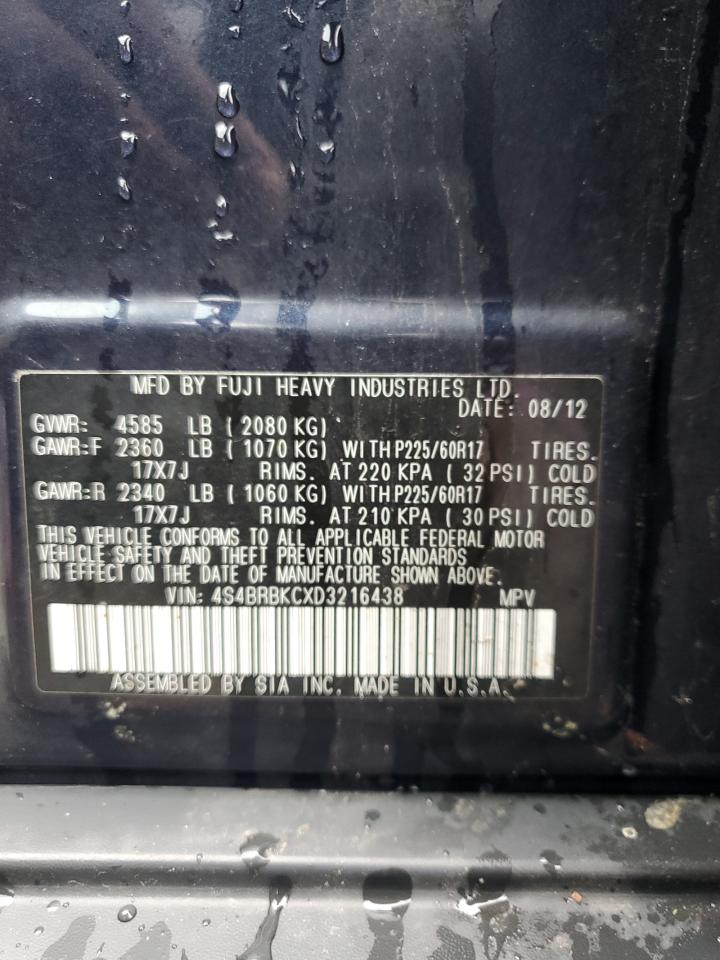 MFD BY FUJI HEAVY INDUSTRIES LTD.
DATE: 08/12
GVWR: 4585 LB ( 2080 KG)
GAWR:F 2360 LB ( 1070 KG) WITH P225/60R17 TIRES.
17X7J RIMS. AT 220 KPA ( 32 PSI) COLD
GAWR:R 2340 LB ( 1060 KG) WITH P225/60R17 TIRES.
17X7J RIMS. AT 210 KPA ( 30 PSI) COLD
THIS VEHICLE CONFORMS TO ALL APPLICABLE FEDERAL MOTOR
VEHICLE SAFETY AND THEFT PREVENTION STANDARDS
IN EFFECT ON THE DATE OF MANUFACTURE SHOWN ABOVE.
VIN: 4S4BRBKCXD3216438 MPV
ASSEMBLED BY SIA INC. MADE IN U.S.A.